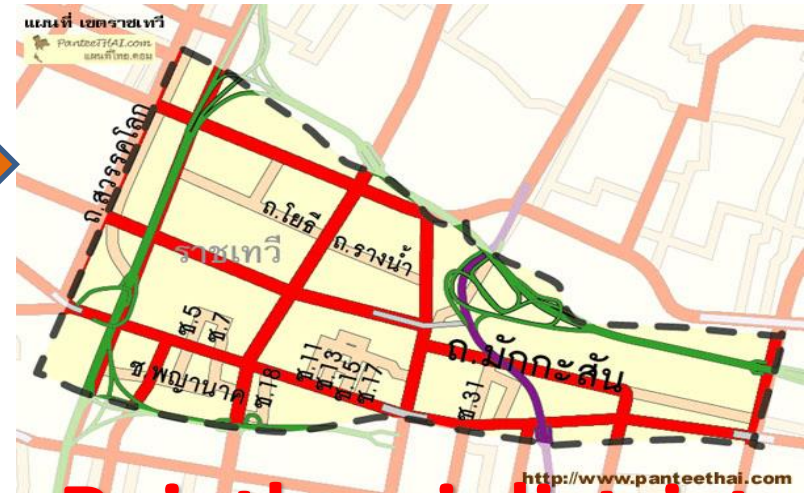 แผนที่ เขตราชเทวี
PanteeTHAI.com
แผนที่ไทย.คอม
ถ.สวรรคโลก
ถ.โยธี
ถ.รางน้ำ
ราชเทวี
ซ.5
ซ.7
ซ.พญานาค
ซ.18
ซ.11
ซ.13
ซ.15
ซ.17
ถ.มักกะสัน
ซ.31
http://www.panteethai.com